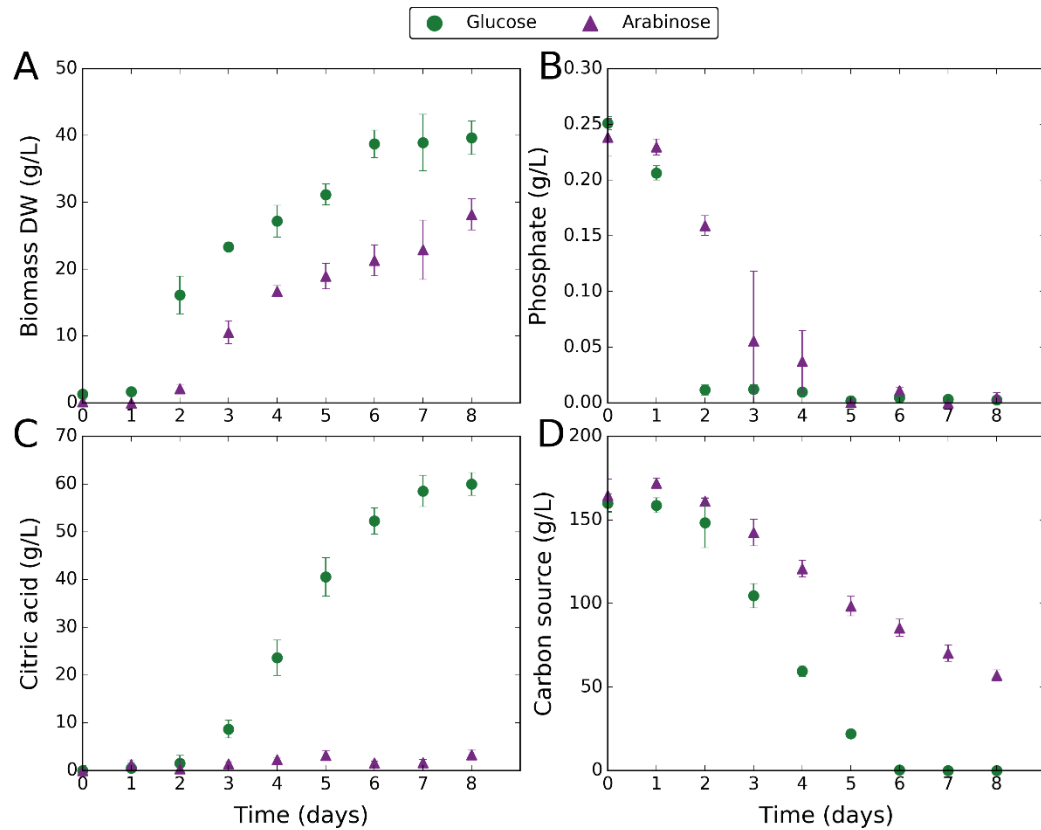 Glucose Arabinose
A
50
40
30
20
10
0
Biomass DW (g/L)
0 1 2 3 4 5 6 7 8
B
0.30
0.25
0.20
0.15
0.10
0.05
0.00
Phosphate (g/L)
0 1 2 3 4 5 6 7 8
C
70
60
50
40
30
20
10
0
Citric acid (g/L)
0 1 2 3 4 5 6 7 8
Time (days)
D
200
150
100
50
0
Carbon source (g/L)
0 1 2 3 4 5 6 7 8
Time (days)